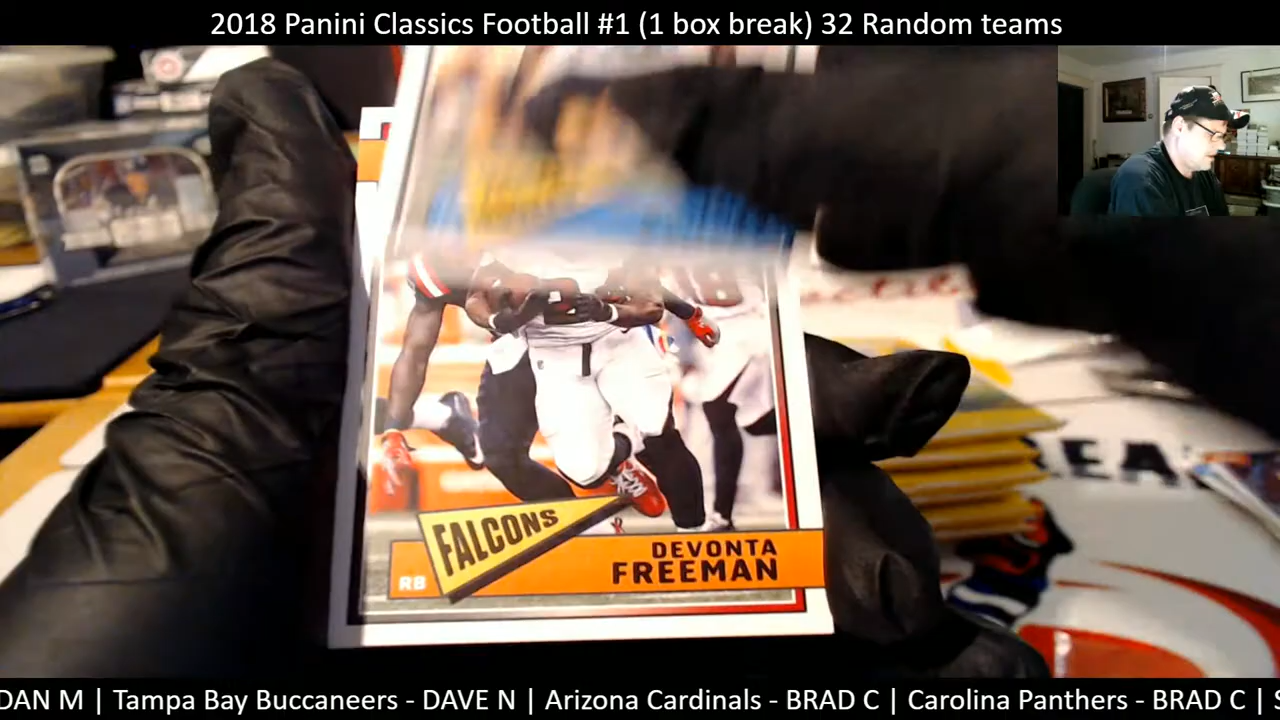 2018 Panini Classics Football #1 (1 box break) 32 Random teams
FALCONS
DEVONTA
RB
FREEMAN
DAN M | Tampa Bay Buccaneers - DAVE N | Arizona Cardinals - BRAD C | Carolina Panthers - BRAD C | S